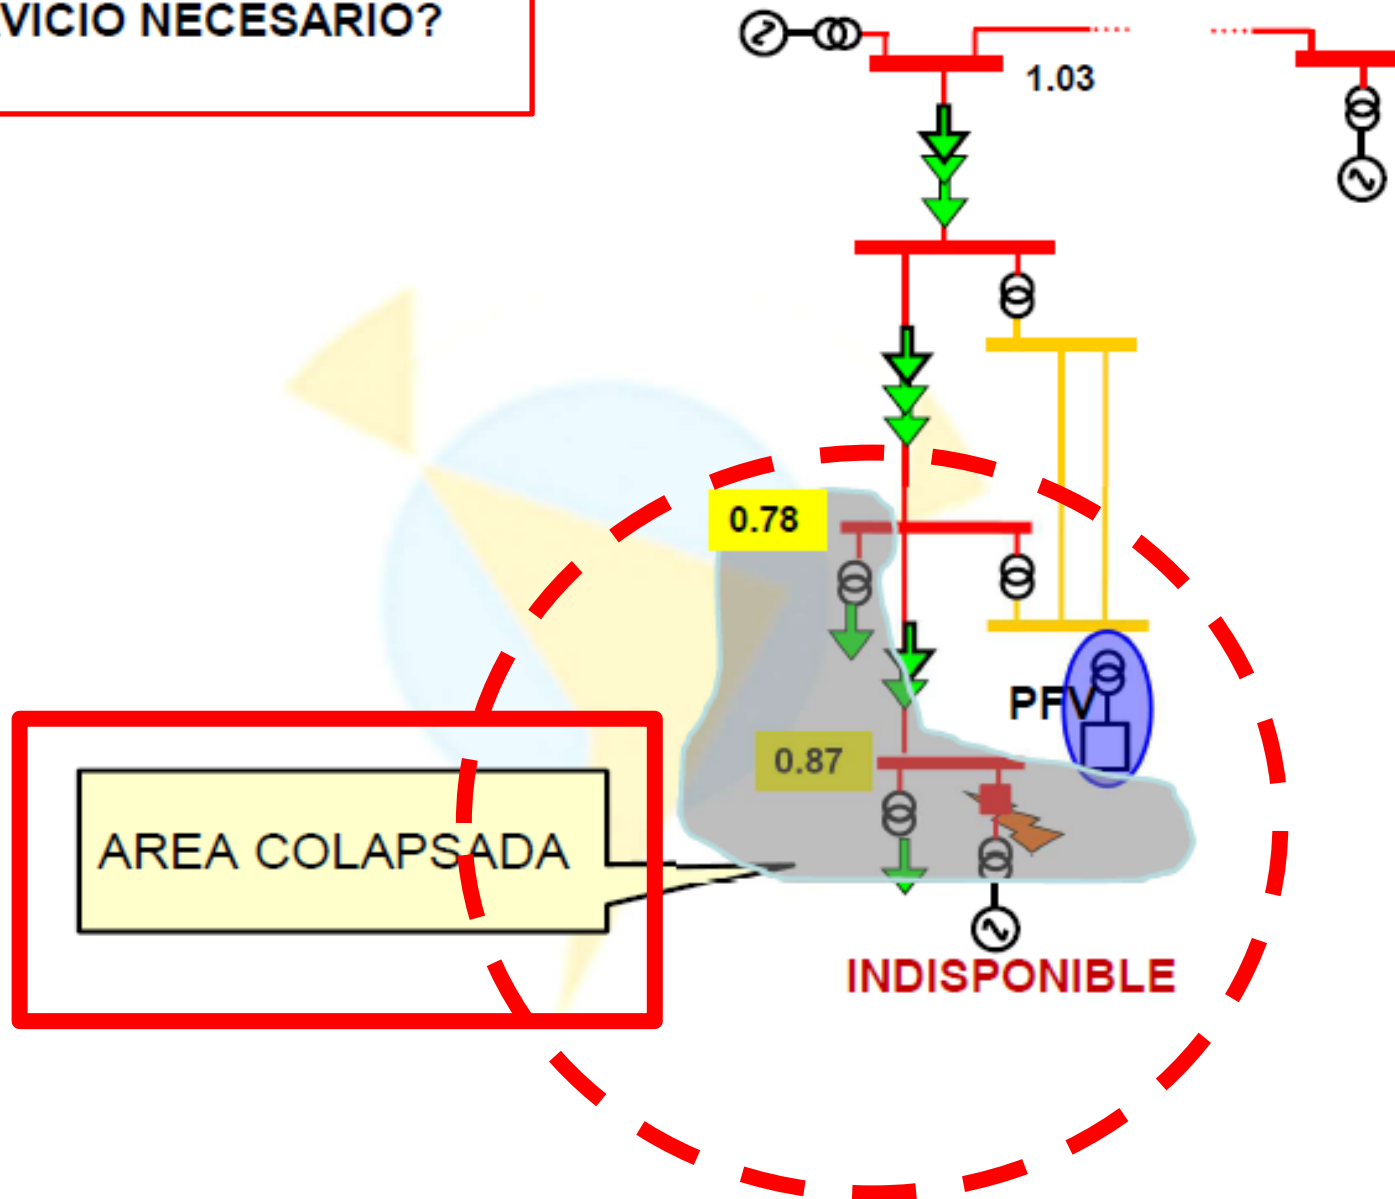 VICIO NECESARIO?
1.03
0.78
PFV
0.87
AREA COLAPSADA
INDISPONIBLE